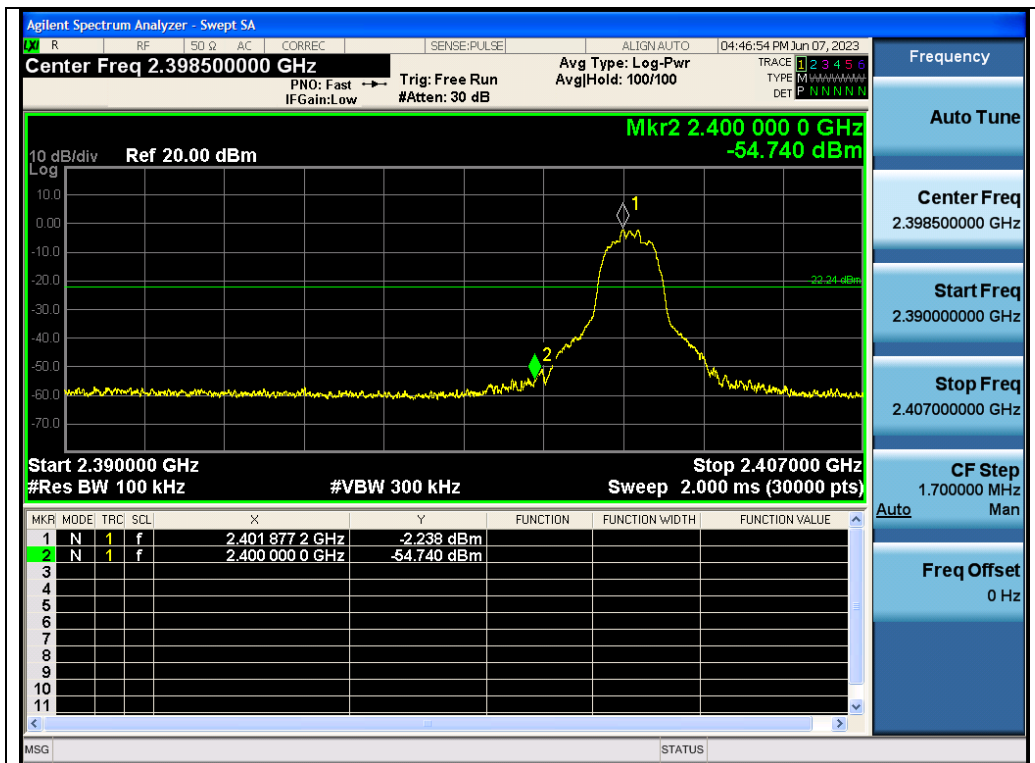 Agilent Spectrum Analyzer - Swept SA
LXI R RF 50 Ω AC CORREC SENSE:PULSE ALIGN AUTO 04:46:54 PM Jun 07, 2023
Center Freq 2.398500000 GHz
PNO: Fast
IFGain:Low
Trig: Free Run
#Atten: 30 dB
Avg Type: Log-Pwr
Avg|Hold: 100/100
TRACE 1 2 3 4 5 6
TYPE M WWWWW
DET P N N N N N
Mkr2 2.400 000 0 GHz
-54.740 dBm
10 dB/div Ref 20.00 dBm
Log
10.0
0.00
-10.0
-20.0
-30.0
-40.0
-50.0
-60.0
-70.0
1
2
-22.24 dBm
Start 2.390000 GHz Stop 2.407000 GHz
#Res BW 100 kHz #VBW 300 kHz Sweep 2.000 ms (30000 pts)
MKR MODE TRC SCL X Y FUNCTION FUNCTION WIDTH FUNCTION VALUE
1 N 1 f 2.401 877 2 GHz -2.238 dBm
2 N 1 f 2.400 000 0 GHz -54.740 dBm
3
4
5
6
7
8
9
10
11
MSG STATUS
Frequency
Auto Tune
Center Freq
2.398500000 GHz
Start Freq
2.390000000 GHz
Stop Freq
2.407000000 GHz
CF Step
1.700000 MHz
Auto Man
Freq Offset
0 Hz